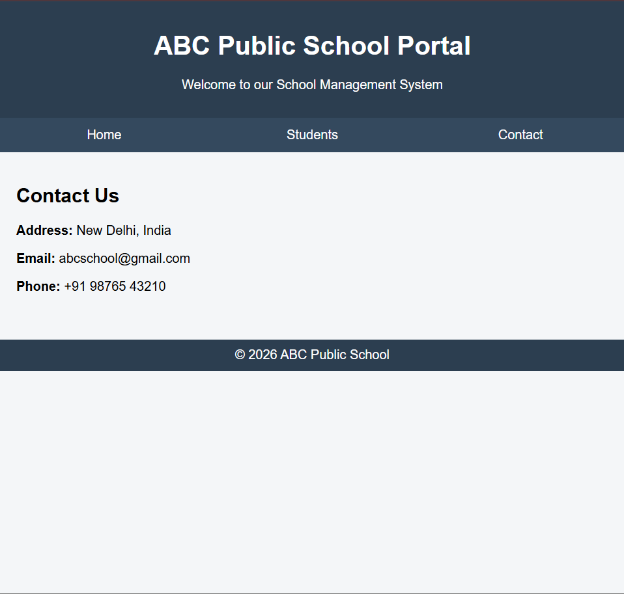 ABC Public School Portal
Welcome to our School Management System
Home Students Contact
Contact Us
Address: New Delhi, India
Email: abcschool@gmail.com
Phone: +91 98765 43210
© 2026 ABC Public School